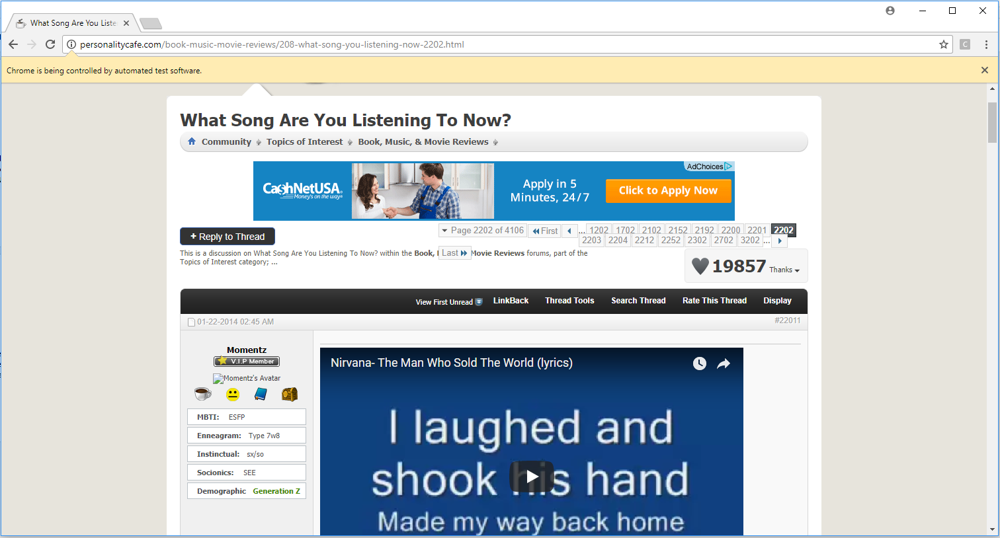 What Song Are You Liste
personalitycafe.com/book-music-movie-reviews/208-what-song-you-listening-now-2202.html
C
Chrome is being controlled by automated test software.
What Song Are You Listening To Now?
Community Topics of Interest Book, Music, & Movie Reviews
AdChoices
CashNetUSA
Money's on the way
Apply in 5
Minutes, 24/7
Click to Apply Now
+ Reply to Thread
Page 2202 of 4106 First ... 1202 1702 2102 2152 2192 2200 2201 2202
2203 2204 2212 2252 2302 2702 3202 ...
Last
This is a discussion on What Song Are You Listening To Now? within the Book, Movie Reviews forums, part of the
Topics of Interest category; ...
19857 Thanks
View First Unread LinkBack Thread Tools Search Thread Rate This Thread Display
01-22-2014 02:45 AM #22011
Momentz
V.I.P Member
Momentz's Avatar
MBTI: ESFP
Enneagram: Type 7w8
Instinctual: sx/so
Socionics: SEE
Demographic Generation Z
Nirvana- The Man Who Sold The World (lyrics)
I laughed and
shook his hand
Made my way back home